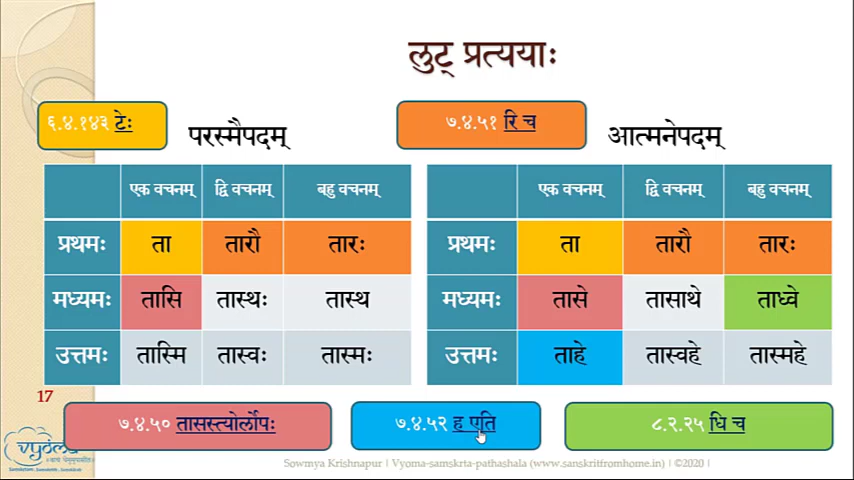 लुट् प्रत्ययाः
६.४.१४३ टेः
७.४.५१ रि च
परस्मैपदम्
आत्मनेपदम्
एक वचनम् द्वि वचनम् बहु वचनम्
प्रथमः ता तारौ तारः
मध्यमः तासि तास्थः तास्थ
उत्तमः तास्मि तास्वः तास्मः
एक वचनम् द्वि वचनम् बहु वचनम्
प्रथमः ता तारौ तारः
मध्यमः तासे तासाथे ताध्वे
उत्तमः ताहे तास्वहे तास्महे
17
७.४.५० तासस्त्योर्लोपः
७.४.५२ ह एति
८.२.२५ धि च
vyoma
Sowmya Krishnapur | Vyoma-samskrta-pathashala (www.sanskritfromhome.in) | ©2020 |